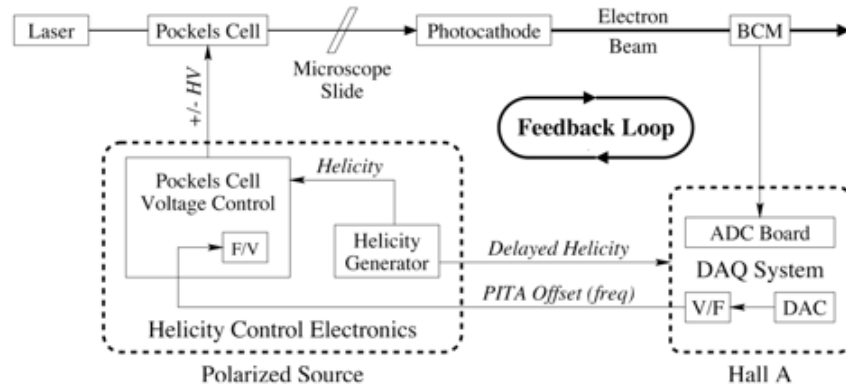 Laser
Pockels Cell
Microscope
Slide
Photocathode
Electron
Beam
BCM
+/- HV
Feedback Loop
Pockels Cell
Voltage Control
F/V
Helicity
Helicity
Generator
Delayed Helicity
PITA Offset (freq)
ADC Board
DAQ System
V/F
DAC
Helicity Control Electronics
Polarized Source
Hall A